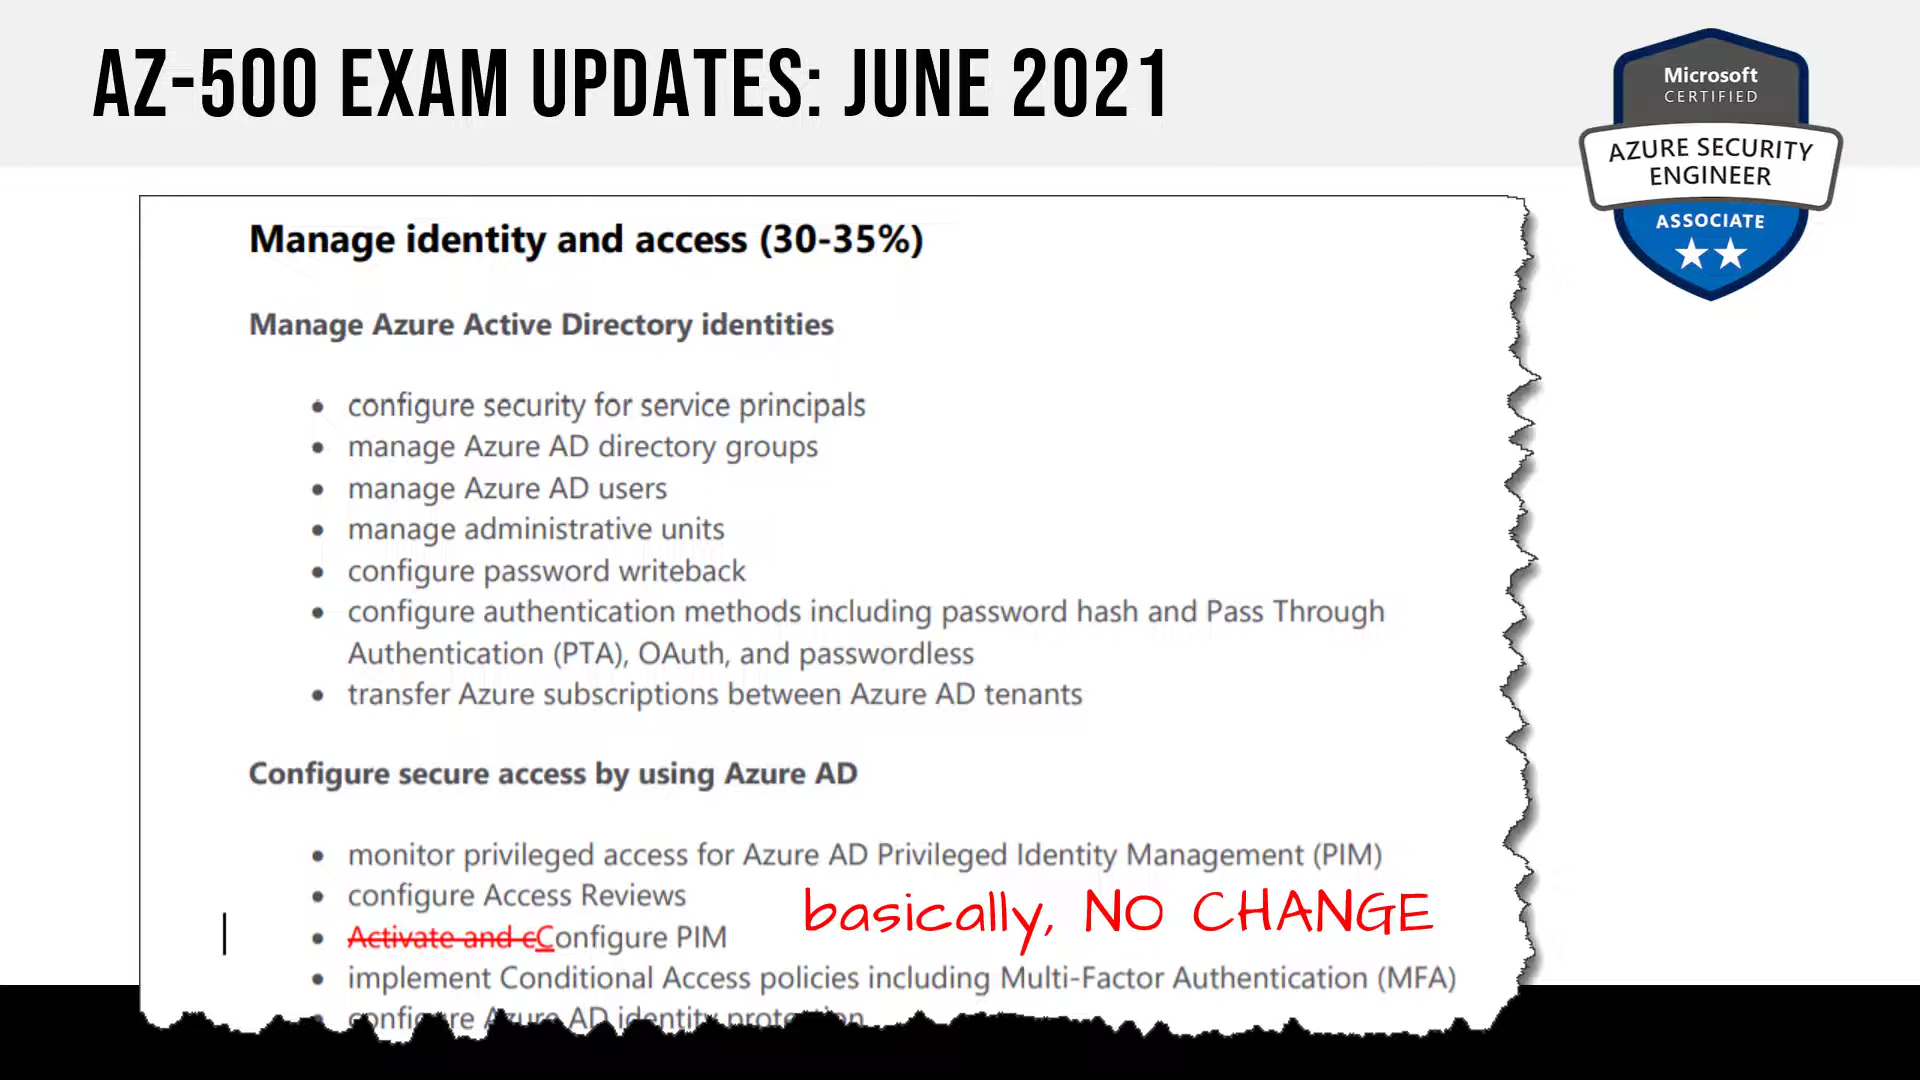 AZ-500 EXAM UPDATES: JUNE 2021
Microsoft
CERTIFIED
AZURE SECURITY
ENGINEER
ASSOCIATE
Manage identity and access (30-35%)
Manage Azure Active Directory identities
• configure security for service principals
• manage Azure AD directory groups
• manage Azure AD users
• manage administrative units
• configure password writeback
• configure authentication methods including password hash and Pass Through
Authentication (PTA), OAuth, and passwordless
• transfer Azure subscriptions between Azure AD tenants
Configure secure access by using Azure AD
• monitor privileged access for Azure AD Privileged Identity Management (PIM)
• configure Access Reviews
basically, NO CHANGE
• Activate and cConfigure PIM
• implement Conditional Access policies including Multi-Factor Authentication (MFA)
• configure Azure AD identity protection